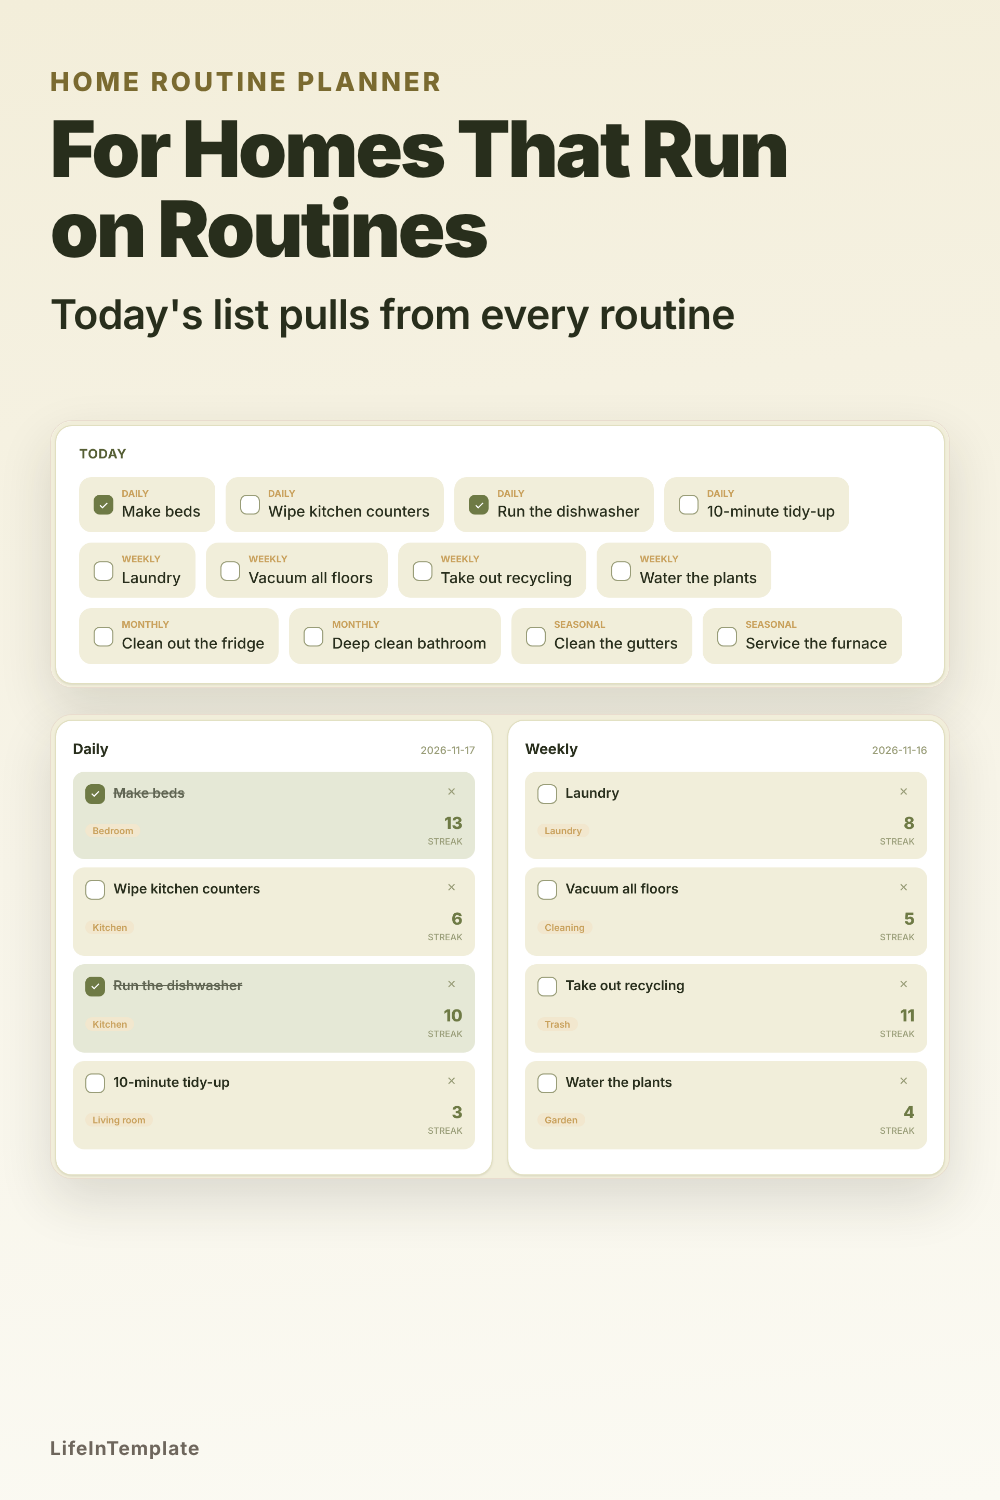 HOME ROUTINE PLANNER
For Homes That Run
on Routines
Today's list pulls from every routine
TODAY
DAILY
Make beds
DAILY
Wipe kitchen counters
DAILY
Run the dishwasher
DAILY
10-minute tidy-up
WEEKLY
Laundry
WEEKLY
Vacuum all floors
WEEKLY
Take out recycling
WEEKLY
Water the plants
MONTHLY
Clean out the fridge
MONTHLY
Deep clean bathroom
SEASONAL
Clean the gutters
SEASONAL
Service the furnace
Daily
2026-11-17
Make beds
×
Bedroom
13
STREAK
Wipe kitchen counters
×
Kitchen
6
STREAK
Run the dishwasher
×
Kitchen
10
STREAK
10-minute tidy-up
×
Living room
3
STREAK
Weekly
2026-11-16
Laundry
×
Laundry
8
STREAK
Vacuum all floors
×
Cleaning
5
STREAK
Take out recycling
×
Trash
11
STREAK
Water the plants
×
Garden
4
STREAK
LifeInTemplate